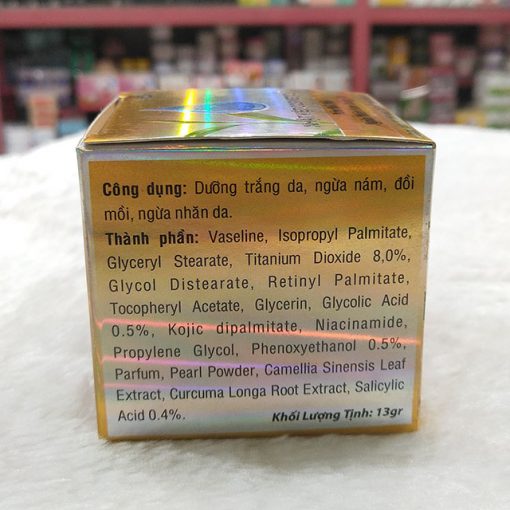 Công dụng: Dưỡng trắng da, ngừa nám, đồi
mồi, ngừa nhăn da.
Thành phần: Vaseline, Isopropyl Palmitate,
Glyceryl Stearate, Titanium Dioxide 8,0%,
Glycol Distearate, Retinyl Palmitate,
Tocopheryl Acetate, Glycerin, Glycolic Acid
0.5%, Kojic dipalmitate, Niacinamide,
Propylene Glycol, Phenoxyethanol 0.5%,
Parfum, Pearl Powder, Camellia Sinensis Leaf
Extract, Curcuma Longa Root Extract, Salicylic
Acid 0.4%.
Khối Lượng Tịnh: 13gr